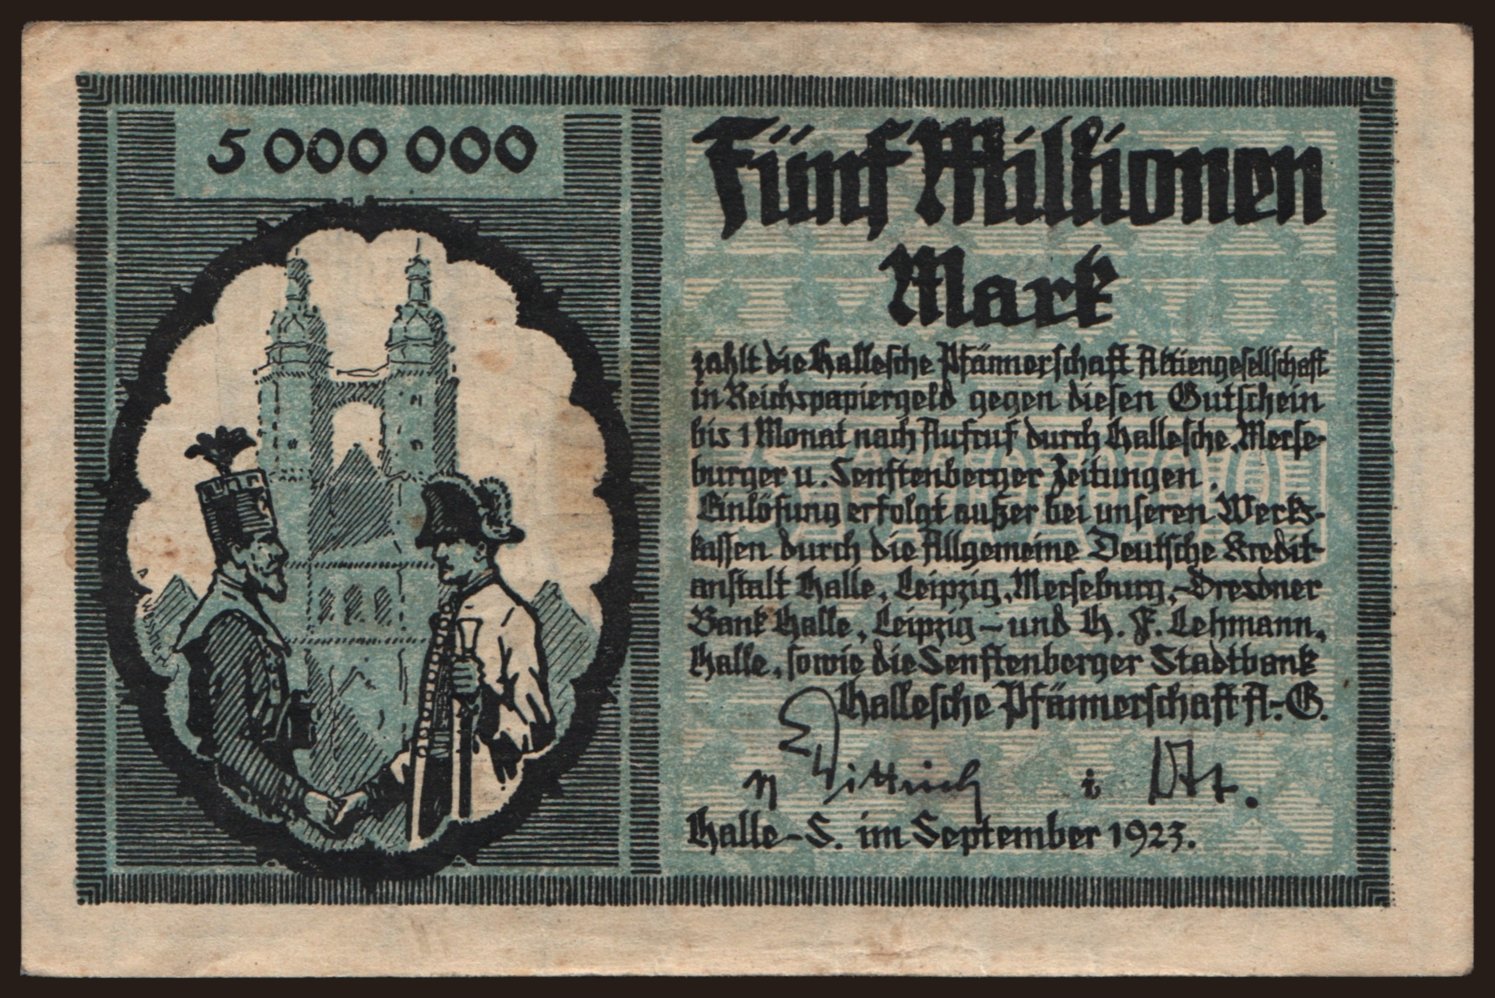 5 000 000
Fünf Millionen
Mark
zahlt die Hallesche Pfännerschaft Aktiengesellschaft
in Reichspapiergeld gegen diesen Gutschein
bis 1 Monat nach Aufruf durch Hallesche, Merse-
burger u. Senftenberger Zeitungen.
Einlösung erfolgt außer bei unseren Werks-
kassen durch die Allgemeine Deutsche Kredit-
anstalt Halle, Leipzig, Merseburg, Dresdner
Bank Halle, Leipzig – und H. F. Lehmann,
Halle, sowie die Senftenberger Stadtbank
Hallesche Pfännerschaft A.-G.
Halle-S. im September 1923.